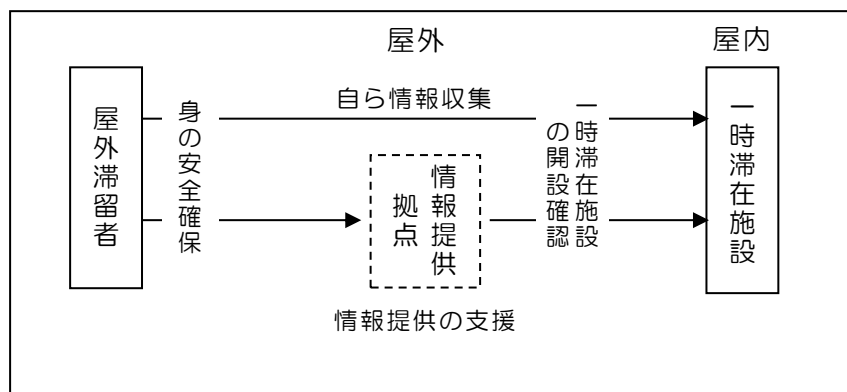 屋外
屋内
屋外滞留者
身の安全確保
自ら情報収集
情報提供
拠点
情報提供の支援
一時滞在施設
の開設確認
一時滞在施設